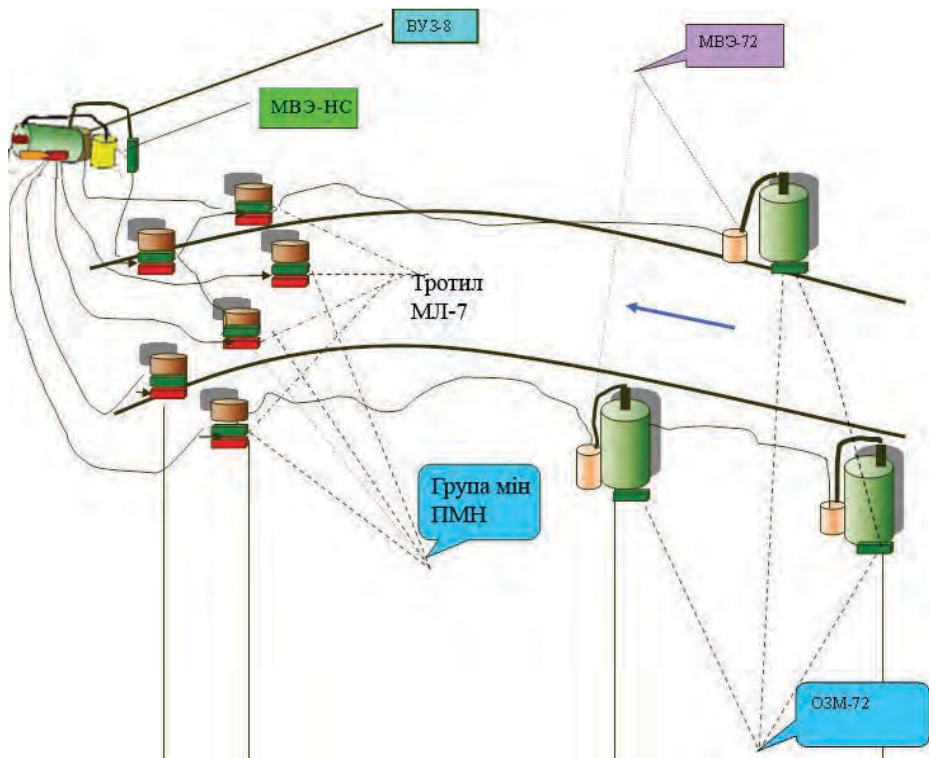 ВУЗ-8
МВЭ-72
МВЭ-НС
Тротил
МЛ-7
Група мін
ПМН
ОЗМ-72